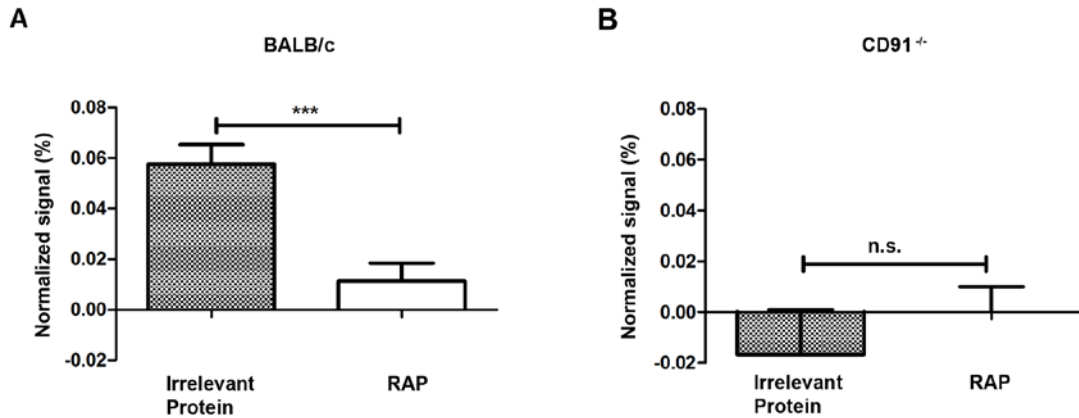 A
BALB/c
Normalized signal (%)
0.08
0.06
0.04
0.02
0.00
-0.02
***
Irrelevant
Protein
RAP
B
CD91 -/-
Normalized signal (%)
0.08
0.06
0.04
0.02
0.00
-0.02
n.s.
Irrelevant
Protein
RAP